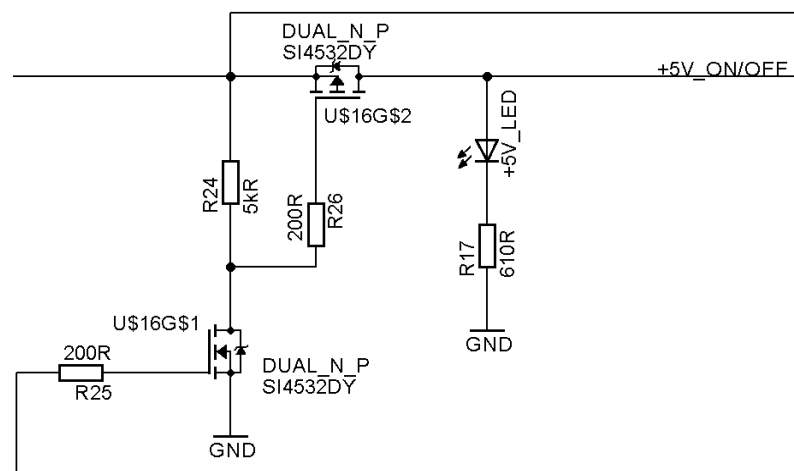 DUAL_N_P
SI4532DY
+5V_ON/OFF
U$16G$2
+5V_LED
R24
5kR
200R
R26
R17
610R
U$16G$1
GND
200R
R25
DUAL_N_P
SI4532DY
GND